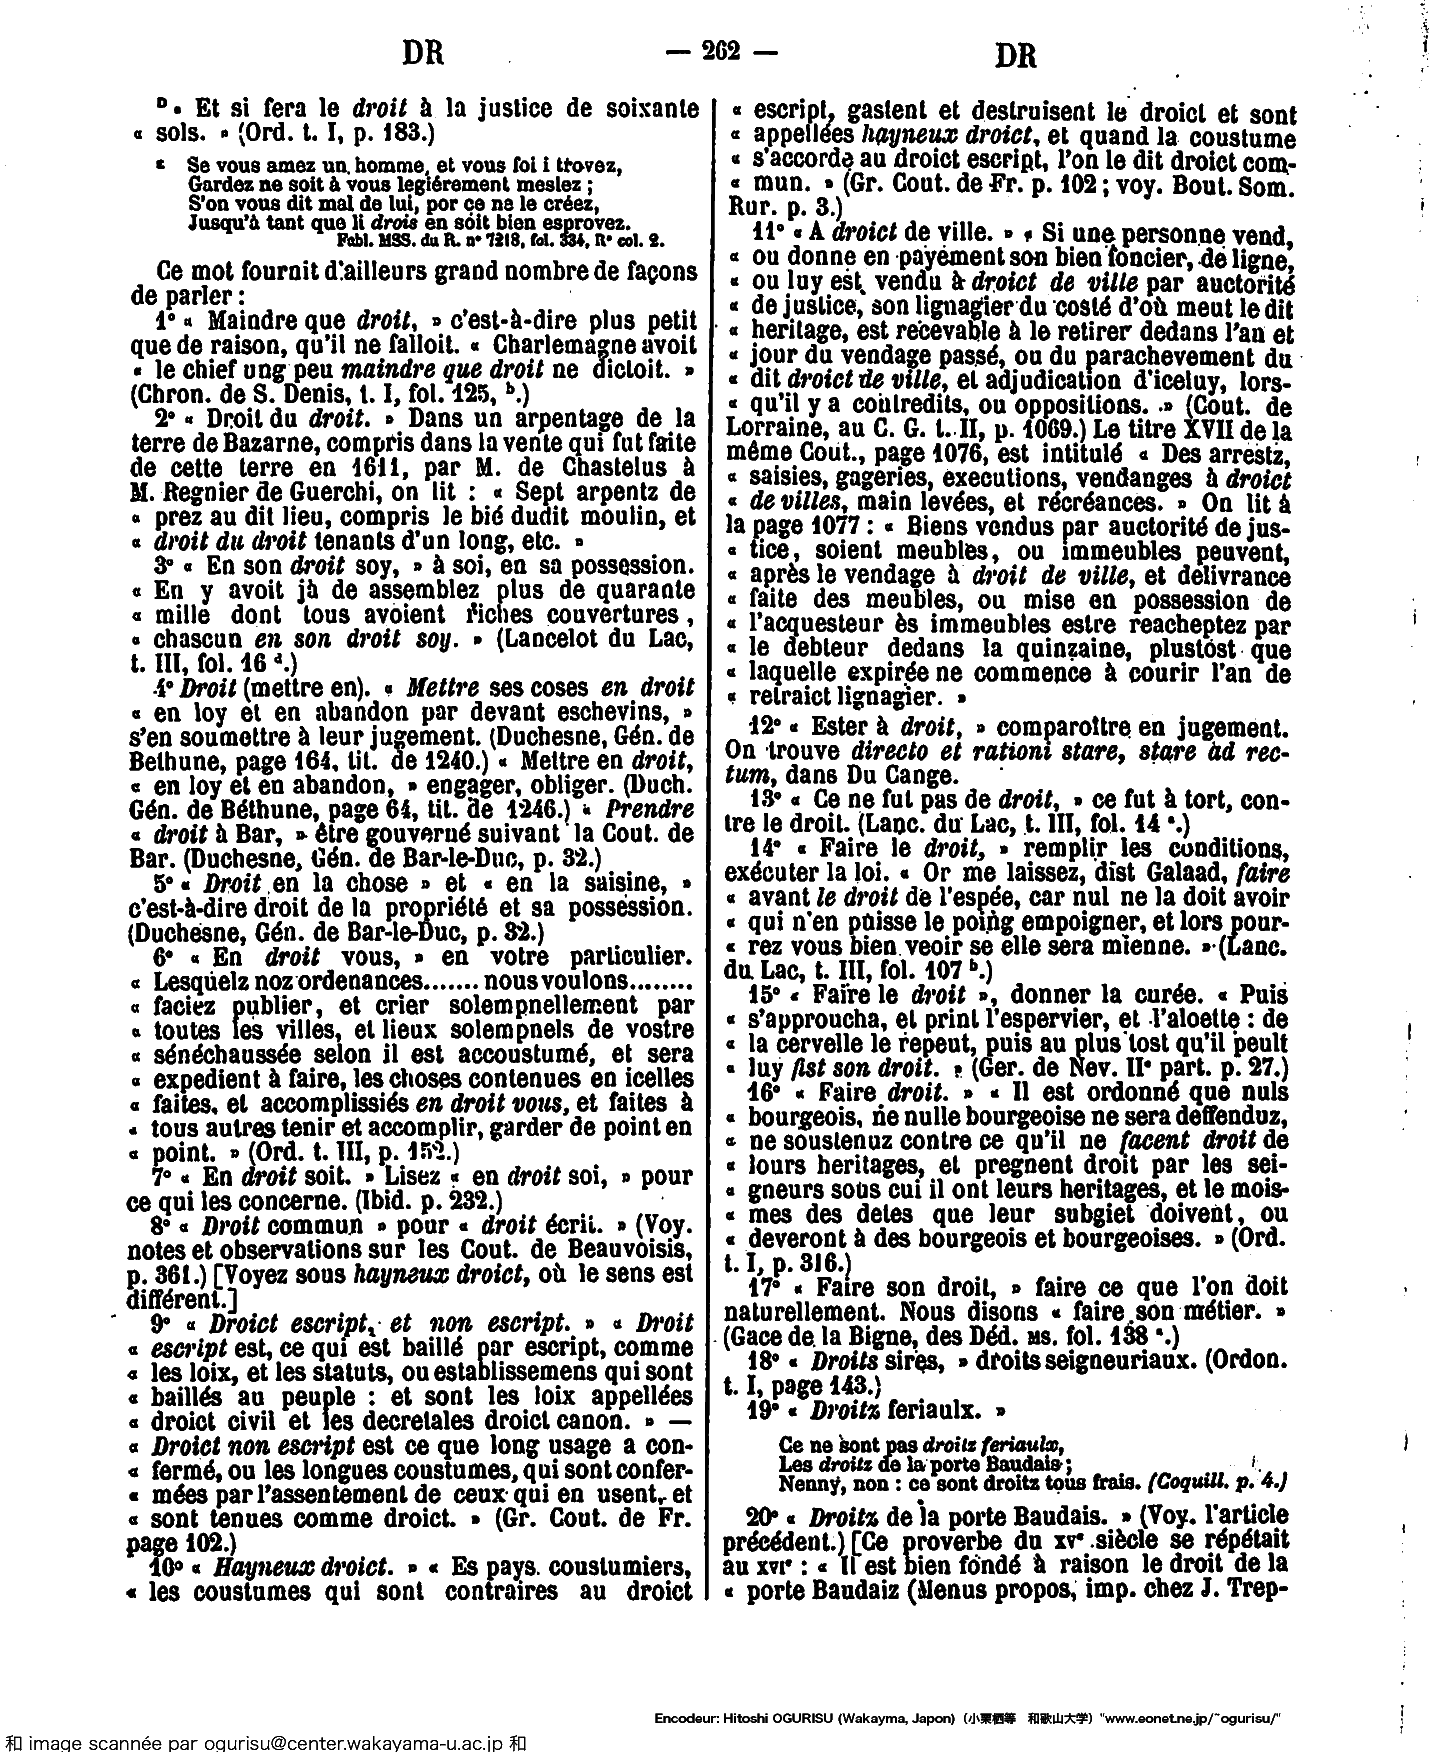 DR
— 262 —
DR
D. Et si fera le droit à la justice de soixante
« sols. » (Ord. t. I, p. 183.)
Se vous amez un homme, et vous foi i trovez,
Gardez ne soit à vous legiérement meslez ;
S'on vous dit mal de lui, por ce ne le créez,
Jusqu'à tant que li drois en soit bien esprovez.
Fabl. MSS. du R. n° 7218, fol. 334, R° col. 2.
Ce mot fournit d'ailleurs grand nombre de façons
de parler :
1° « Maindre que droit, » c'est-à-dire plus petit
que de raison, qu'il ne falloit. « Charlemagne avoit
« le chief ung peu maindre que droit ne dictoit. »
(Chron. de S. Denis, t. I, fol. 125, b.)
2° « Droit du droit. » Dans un arpentage de la
terre de Bazarne, compris dans la vente qui fut faite
de cette terre en 1611, par M. de Chastelus à
M. Regnier de Guerchi, on lit : « Sept arpentz de
« prez au dit lieu, compris le bié dudit moulin, et
« droit du droit tenants d'un long, etc. »
3° « En son droit soy, » à soi, en sa possession.
« En y avoit jà de assemblez plus de quarante
« mille dont tous avoient riches couvertures,
« chascun en son droit soy. » (Lancelot du Lac,
t. III, fol. 16 d.)
4° Droit (mettre en). « Mettre ses coses en droit
« en loy et en abandon par devant eschevins, »
s'en soumettre à leur jugement. (Duchesne, Gén. de
Bethune, page 164, tit. de 1240.) « Mettre en droit,
« en loy et en abandon, » engager, obliger. (Duch.
Gén. de Béthune, page 64, tit. de 1246.) « Prendre
« droit à Bar, » être gouverné suivant la Cout. de
Bar. (Duchesne, Gén. de Bar-le-Duc, p. 32.)
5° « Droit en la chose » et « en la saisine, »
c'est-à-dire droit de la propriété et sa possession.
(Duchesne, Gén. de Bar-le-Duc, p. 32.)
6° « En droit vous, » en votre particulier.
« Lesquelz noz ordenances....... nous voulons........
« faciez publier, et crier solempnellement par
« toutes les villes, et lieux solempnels de vostre
« sénéchaussée selon il est accoustumé, et sera
« expedient à faire, les choses contenues en icelles
« faites, et accomplissiés en droit vous, et faites à
« tous autres tenir et accomplir, garder de point en
« point. » (Ord. t. III, p. 152.)
7° « En droit soit. » Lisez « en droit soi, » pour
ce qui les concerne. (Ibid. p. 232.)
8° « Droit commun » pour « droit écrit. » (Voy.
notes et observations sur les Cout. de Beauvoisis,
p. 361.) [Voyez sous hayneux droict, où le sens est
différent.]
9° « Droict escript, et non escript. » « Droit
« escript est, ce qui est baillé par escript, comme
« les loix, et les statuts, ou establissemens qui sont
« baillés au peuple : et sont les loix appellées
« droict civil et les decretales droict canon. » —
« Droict non escript est ce que long usage a con-
« fermé, ou les longues coustumes, qui sont confer-
« mées par l'assentement de ceux qui en usent, et
« sont tenues comme droict. » (Gr. Cout. de Fr.
page 102.)
10° « Hayneux droict. » « Es pays coustumiers,
« les coustumes qui sont contraires au droict
« escript, gastent et destruisent le droict et sont
« appellées hayneux droict, et quand la coustume
« s'accorde au droict escript, l'on le dit droict com-
« mun. » (Gr. Cout. de Fr. p. 102 ; voy. Bout. Som.
Rur. p. 3.)
11° « A droict de ville. » « Si une personne vend,
« ou donne en payement son bien foncier, de ligne,
« ou luy est vendu à droict de ville par auctorité
« de justice, son lignagier du costé d'où meut le dit
« heritage, est recevable à le retirer dedans l'an et
« jour du vendage passé, ou du parachevement du
« dit droict de ville, et adjudication d'iceluy, lors-
« qu'il y a contredits, ou oppositions. » (Cout. de
Lorraine, au C. G. t. II, p. 1069.) Le titre XVII de la
même Cout., page 1076, est intitulé « Des arrestz,
« saisies, gageries, executions, vendanges à droict
« de villes, main levées, et récréances. » On lit à
la page 1077 : « Biens vendus par auctorité de jus-
« tice, soient meubles, ou immeubles peuvent,
« après le vendage à droit de ville, et délivrance
« faite des meubles, ou mise en possession de
« l'acquesteur ès immeubles estre reacheptez par
« le debteur dedans la quinzaine, plustost que
« laquelle expirée ne commence à courir l'an de
« retraict lignagier. »
12° « Ester à droit, » comparoître en jugement.
On trouve directo et rationi stare, stare ad rec-
tum, dans Du Cange.
13° « Ce ne fut pas de droit, » ce fut à tort, con-
tre le droit. (Lanc. du Lac, t. III, fol. 14 a.)
14° « Faire le droit, » remplir les conditions,
exécuter la loi. « Or me laissez, dist Galaad, faire
« avant le droit de l'espée, car nul ne la doit avoir
« qui n'en puisse le poing empoigner, et lors pour-
« rez vous bien veoir se elle sera mienne. » (Lanc.
du Lac, t. III, fol. 107 b.)
15° « Faire le droit », donner la curée. « Puis
« s'approucha, et print l'espervier, et l'aloette : de
« la cervelle le repeut, puis au plus tost qu'il peult
« luy fist son droit. » (Ger. de Nev. IIe part. p. 27.)
16° « Faire droit. » « Il est ordonné que nuls
« bourgeois, ne nulle bourgeoise ne sera deffenduz,
« ne soustenuz contre ce qu'il ne facent droit de
« lours heritages, et pregnent droit par les sei-
« gneurs sous cui il ont leurs heritages, et le mois-
« mes des detes que leur subgiet doivent, ou
« deveront à des bourgeois et bourgeoises. » (Ord.
t. I, p. 316.)
17° « Faire son droit, » faire ce que l'on doit
naturellement. Nous disons « faire son métier. »
(Gace de la Bigne, des Déd. MS. fol. 138 a.)
18° « Droits sires, » droits seigneuriaux. (Ordon.
t. I, page 143.)
19° « Droitz feriaulx. »
Ce ne sont pas droitz feriaulx,
Les droitz de la porte Baudais ;
Nenny, non : ce sont droitz tous frais. (Coquill. p. 4.)
20° « Droitz de la porte Baudais. » (Voy. l'article
précédent.) [Ce proverbe du XVe siècle se répétait
au XVIe : « Il est bien fondé à raison le droit de la
« porte Baudaiz (Menus propos, imp. chez J. Trep-
Encodeur: Hitoshi OGURISU (Wakayma, Japon) (小栗栖等 和歌山大学) "www.eonet.ne.jp/~ogurisu/"
和 image scannée par ogurisu@center.wakayama-u.ac.jp 和